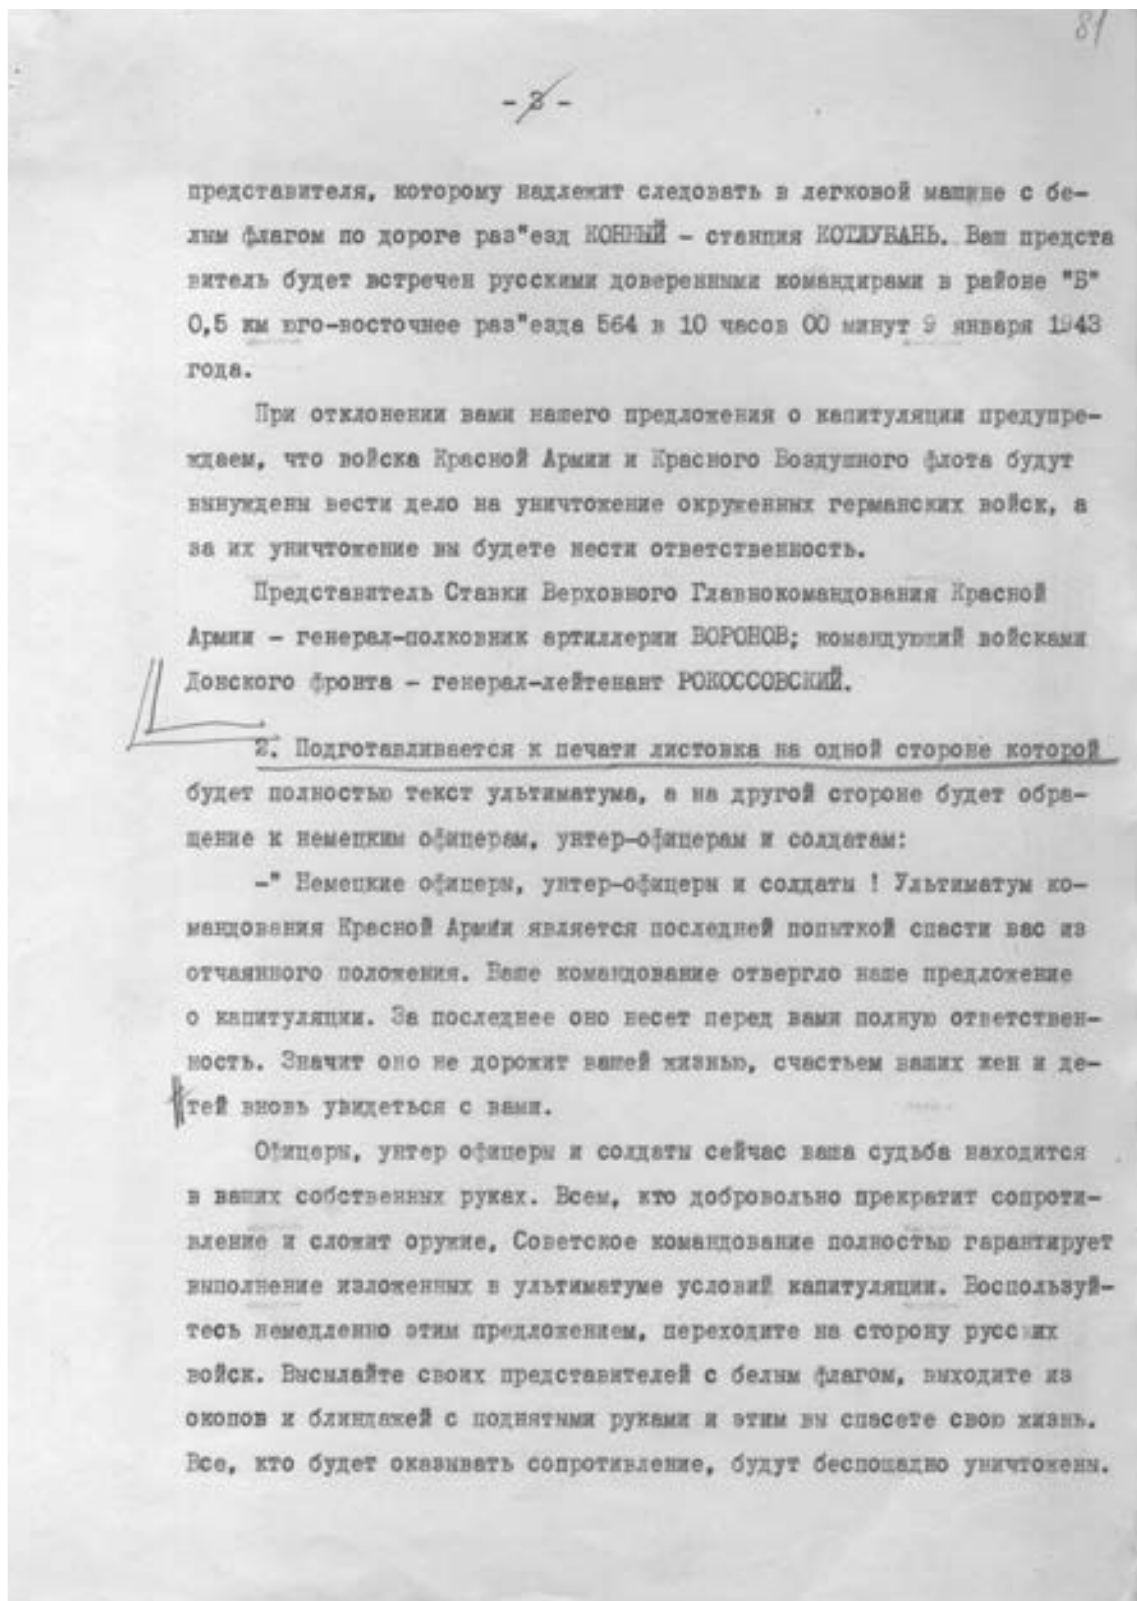 81
- 3 -
представителя, которому надлежит следовать в легковой машине с бе-
лым флагом по дороге раз"езд КОННЫЙ - станция КОТЛУБАНЬ. Ваш предста
витель будет встречен русскими доверенными командирами в районе "Б"
0,5 км юго-восточнее раз"езда 564 в 10 часов 00 минут 9 января 1943
года.
При отклонении вами нашего предложения о капитуляции предупре-
ждаем, что войска Красной Армии и Красного Воздушного флота будут
вынуждены вести дело на уничтожение окруженных германских войск, а
за их уничтожение вы будете нести ответственность.
Представитель Ставки Верховного Главнокомандования Красной
Армии - генерал-полковник артиллерии ВОРОНОВ; командующий войсками
Донского фронта - генерал-лейтенант РОКОССОВСКИЙ.
2. Подготавливается к печати листовка на одной стороне которой
будет полностью текст ультиматума, а на другой стороне будет обра-
щение к немецким офицерам, унтер-офицерам и солдатам:
-" Немецкие офицеры, унтер-офицеры и солдаты ! Ультиматум ко-
мандования Красной Армии является последней попыткой спасти вас из
отчаянного положения. Ваше командование отвергло наше предложение
о капитуляции. За последнее оно несет перед вами полную ответствен-
ность. Значит оно не дорожит вашей жизнью, счастьем ваших жен и де-
тей вновь увидеться с вами.
Офицеры, унтер офицеры и солдаты сейчас ваша судьба находится
в ваших собственных руках. Всем, кто добровольно прекратит сопроти-
вление и сложит оружие, Советское командование полностью гарантирует
выполнение изложенных в ультиматуме условий капитуляции. Воспользуй-
тесь немедленно этим предложением, переходите на сторону русских
войск. Высылайте своих представителей с белым флагом, выходите из
окопов и блиндажей с поднятыми руками и этим вы спасете свою жизнь.
Все, кто будет оказывать сопротивление, будут беспощадно уничтожены.